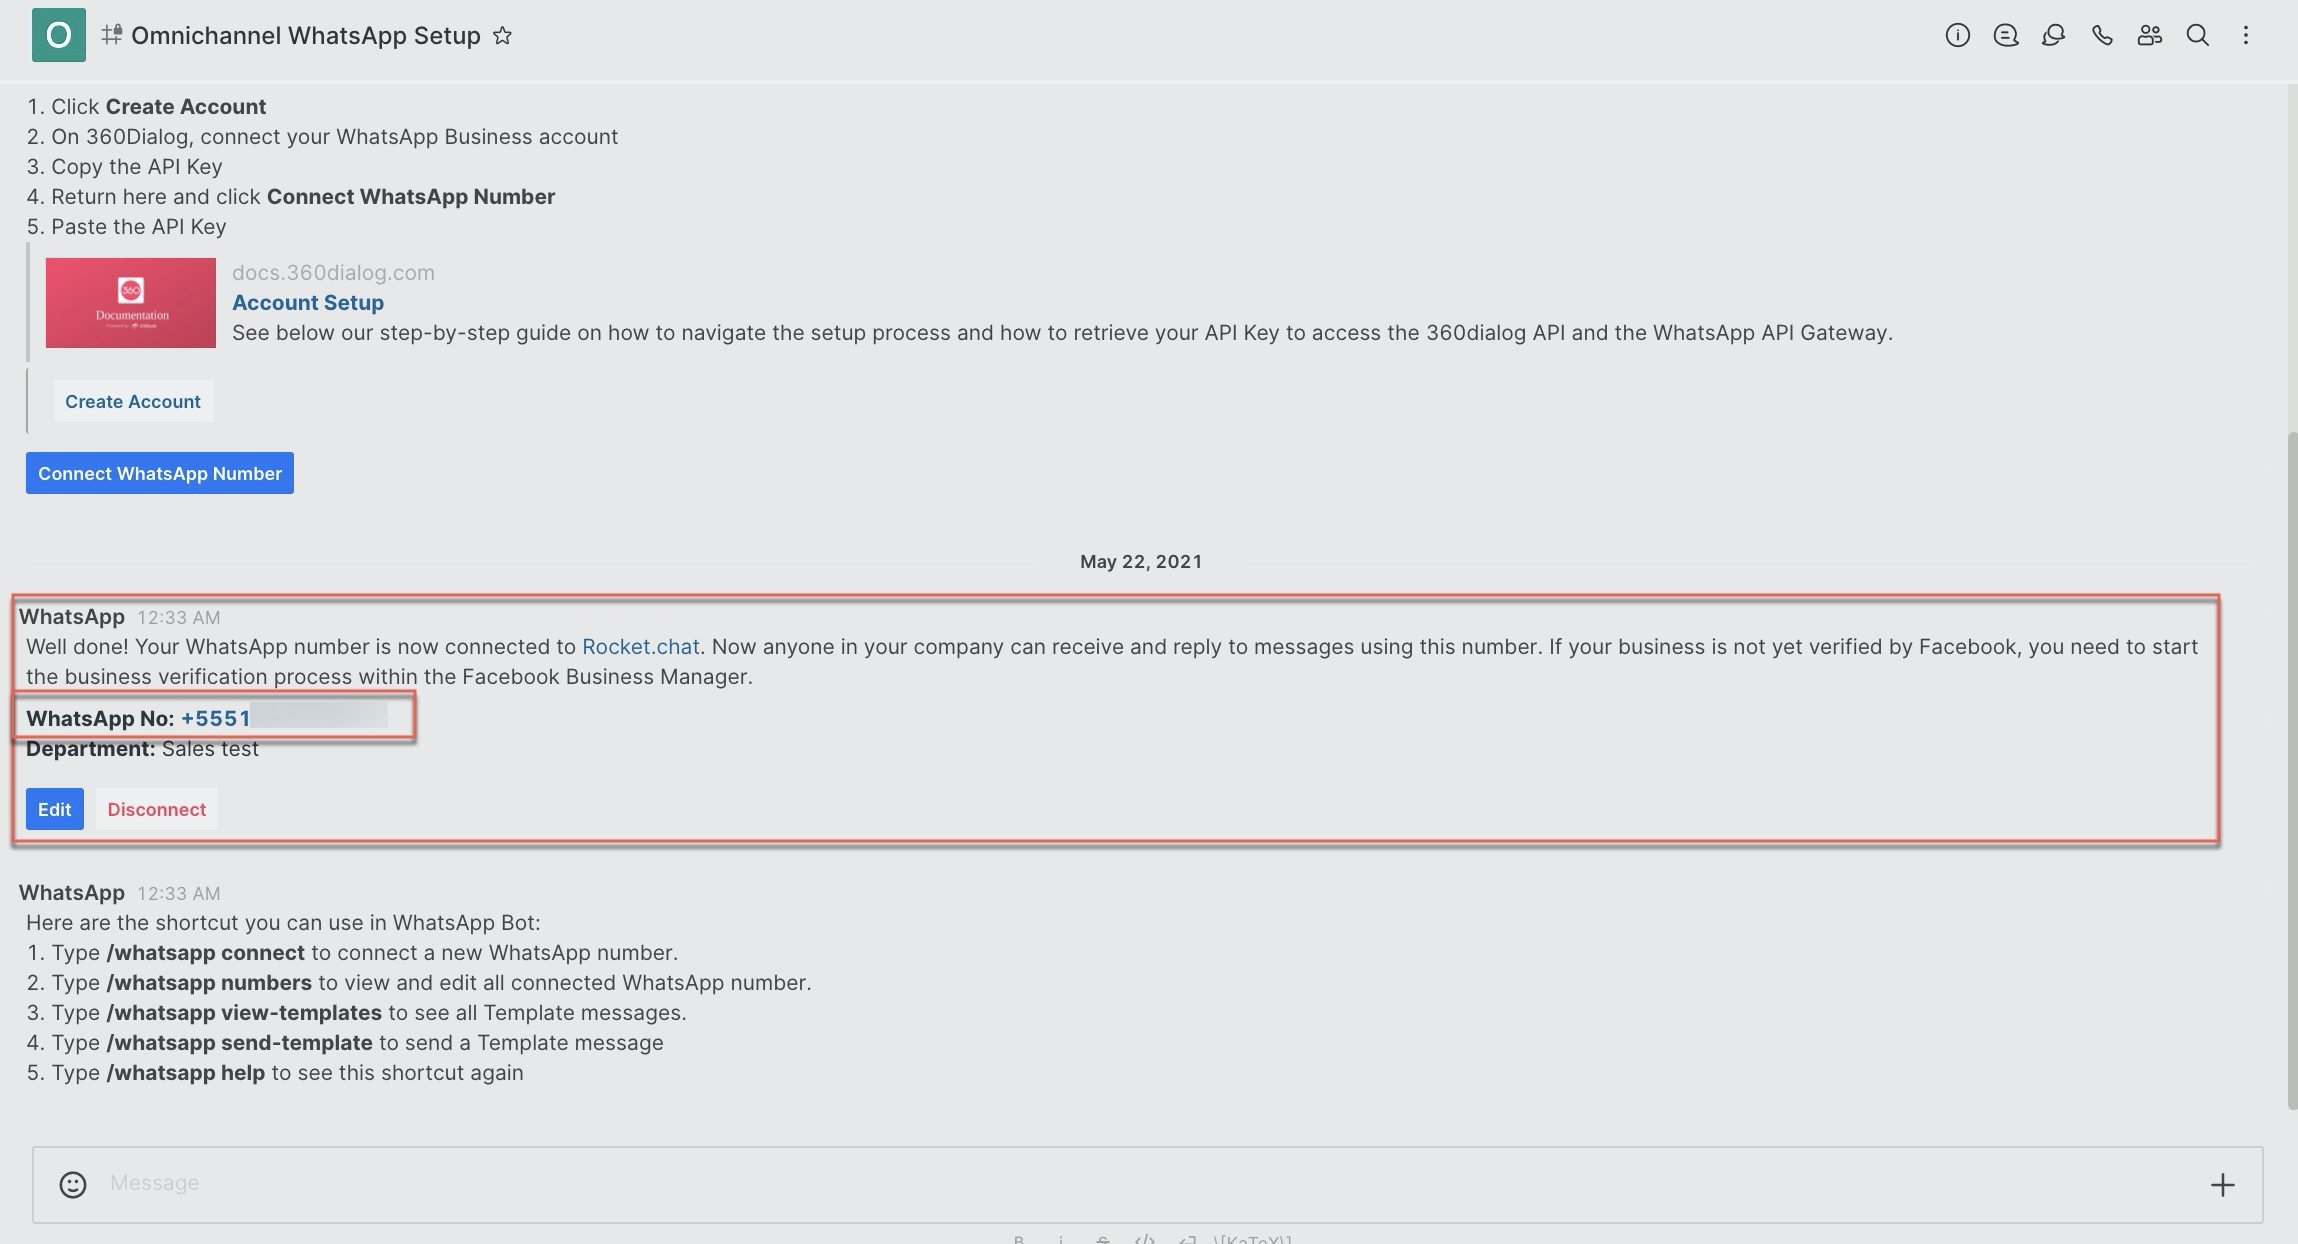 O Omnichannel WhatsApp Setup
1. Click Create Account
2. On 360Dialog, connect your WhatsApp Business account
3. Copy the API Key
4. Return here and click Connect WhatsApp Number
5. Paste the API Key
360
Documentation
docs.360dialog.com
Account Setup
See below our step-by-step guide on how to navigate the setup process and how to retrieve your API Key to access the 360dialog API and the WhatsApp API Gateway.
Create Account
Connect WhatsApp Number
May 22, 2021
WhatsApp 12:33 AM
Well done! Your WhatsApp number is now connected to Rocket.chat. Now anyone in your company can receive and reply to messages using this number. If your business is not yet verified by Facebook, you need to start
the business verification process within the Facebook Business Manager.
WhatsApp No: +5551
Department: Sales test
Edit Disconnect
WhatsApp 12:33 AM
Here are the shortcut you can use in WhatsApp Bot:
1. Type /whatsapp connect to connect a new WhatsApp number.
2. Type /whatsapp numbers to view and edit all connected WhatsApp number.
3. Type /whatsapp view-templates to see all Template messages.
4. Type /whatsapp send-template to send a Template message
5. Type /whatsapp help to see this shortcut again
Message
B i S </> \[KaTeX\]